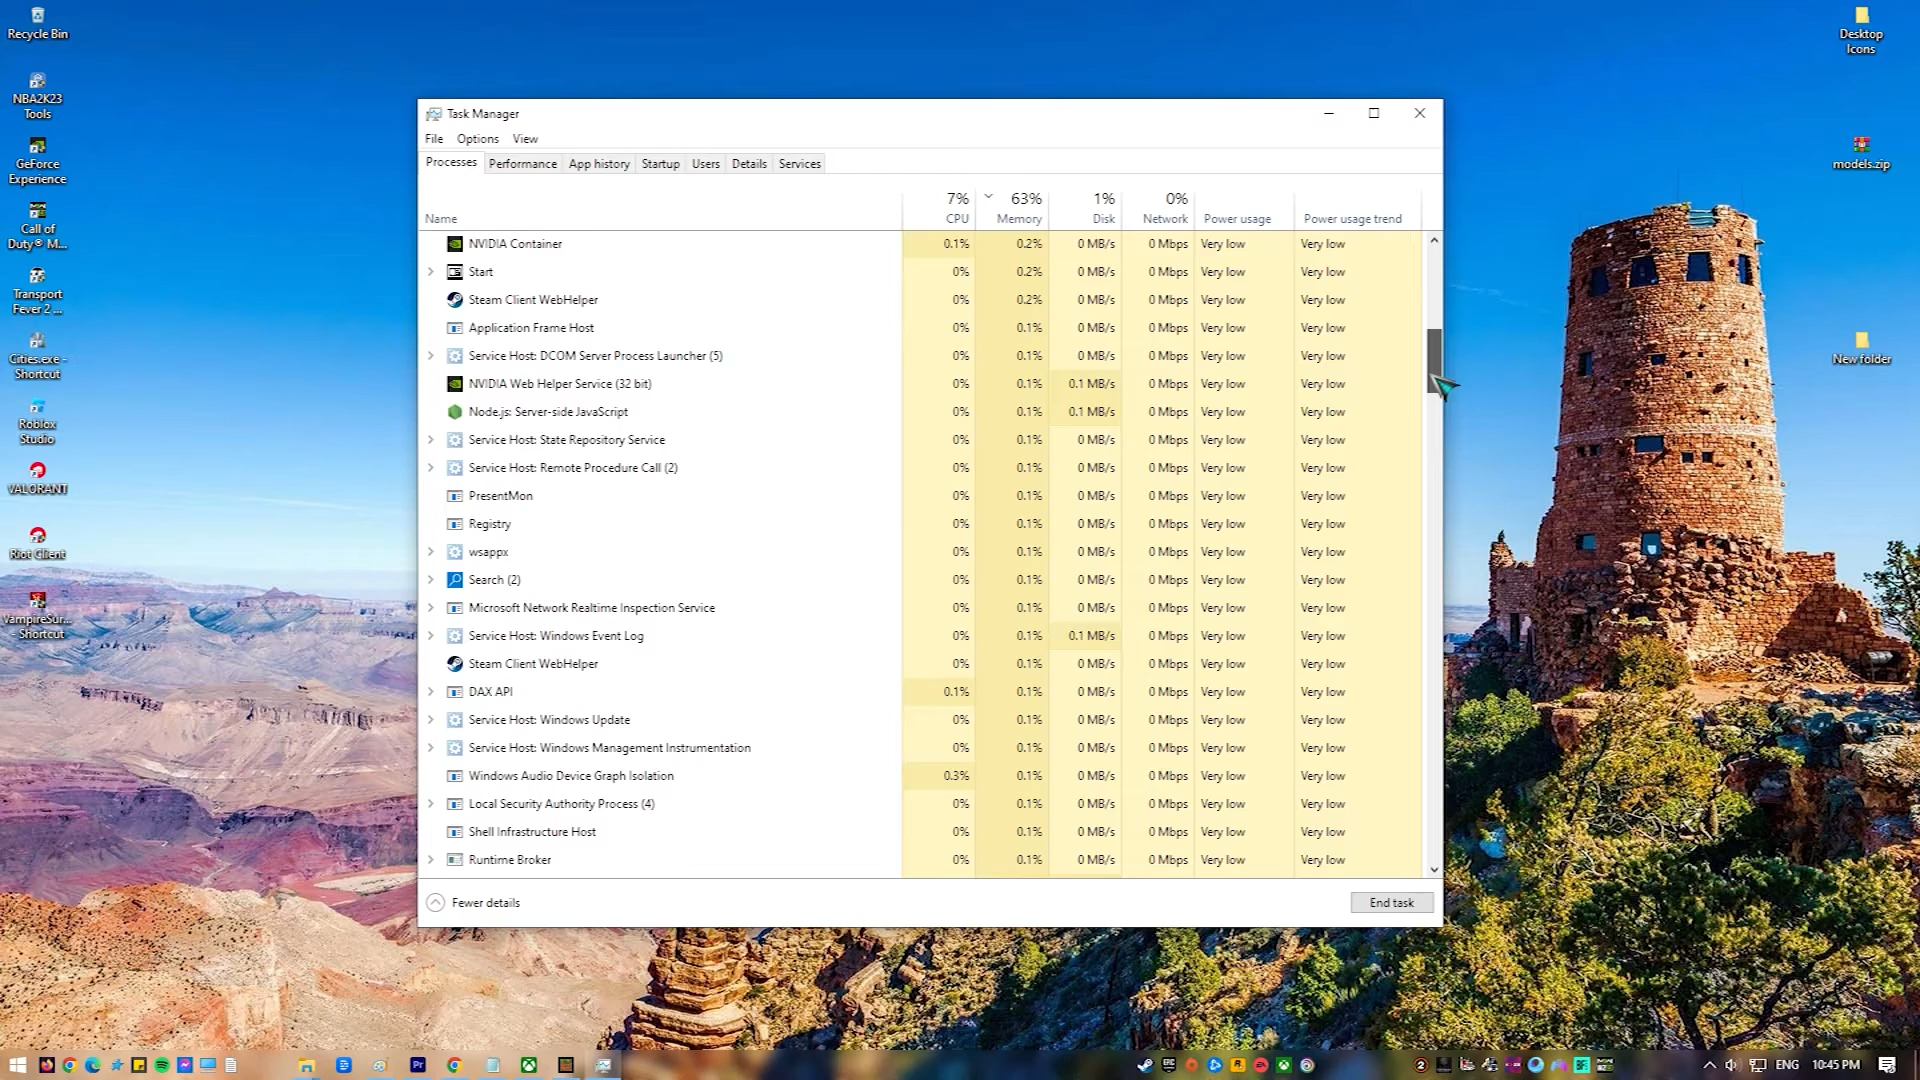 Recycle Bin
NBA2K23
Tools
GeForce
Experience
Call of
Duty® M...
Transport
Fever 2 ...
Cities.exe -
Shortcut
Roblox
Studio
VALORANT
Riot Client
VampireSur...
- Shortcut
Desktop
Icons
models.zip
New folder
Task Manager
File Options View
Processes Performance App history Startup Users Details Services
7% 63% 1% 0%
Name CPU Memory Disk Network Power usage Power usage trend
NVIDIA Container 0.1% 0.2% 0 MB/s 0 Mbps Very low Very low
Start 0% 0.2% 0 MB/s 0 Mbps Very low Very low
Steam Client WebHelper 0% 0.2% 0 MB/s 0 Mbps Very low Very low
Application Frame Host 0% 0.1% 0 MB/s 0 Mbps Very low Very low
Service Host: DCOM Server Process Launcher (5) 0% 0.1% 0 MB/s 0 Mbps Very low Very low
NVIDIA Web Helper Service (32 bit) 0% 0.1% 0.1 MB/s 0 Mbps Very low Very low
Node.js: Server-side JavaScript 0% 0.1% 0.1 MB/s 0 Mbps Very low Very low
Service Host: State Repository Service 0% 0.1% 0 MB/s 0 Mbps Very low Very low
Service Host: Remote Procedure Call (2) 0% 0.1% 0 MB/s 0 Mbps Very low Very low
PresentMon 0% 0.1% 0 MB/s 0 Mbps Very low Very low
Registry 0% 0.1% 0 MB/s 0 Mbps Very low Very low
wsappx 0% 0.1% 0 MB/s 0 Mbps Very low Very low
Search (2) 0% 0.1% 0 MB/s 0 Mbps Very low Very low
Microsoft Network Realtime Inspection Service 0% 0.1% 0 MB/s 0 Mbps Very low Very low
Service Host: Windows Event Log 0% 0.1% 0.1 MB/s 0 Mbps Very low Very low
Steam Client WebHelper 0% 0.1% 0 MB/s 0 Mbps Very low Very low
DAX API 0.1% 0.1% 0 MB/s 0 Mbps Very low Very low
Service Host: Windows Update 0% 0.1% 0 MB/s 0 Mbps Very low Very low
Service Host: Windows Management Instrumentation 0% 0.1% 0 MB/s 0 Mbps Very low Very low
Windows Audio Device Graph Isolation 0.3% 0.1% 0 MB/s 0 Mbps Very low Very low
Local Security Authority Process (4) 0% 0.1% 0 MB/s 0 Mbps Very low Very low
Shell Infrastructure Host 0% 0.1% 0 MB/s 0 Mbps Very low Very low
Runtime Broker 0% 0.1% 0 MB/s 0 Mbps Very low Very low
Fewer details End task
Pr
ENG 10:45 PM